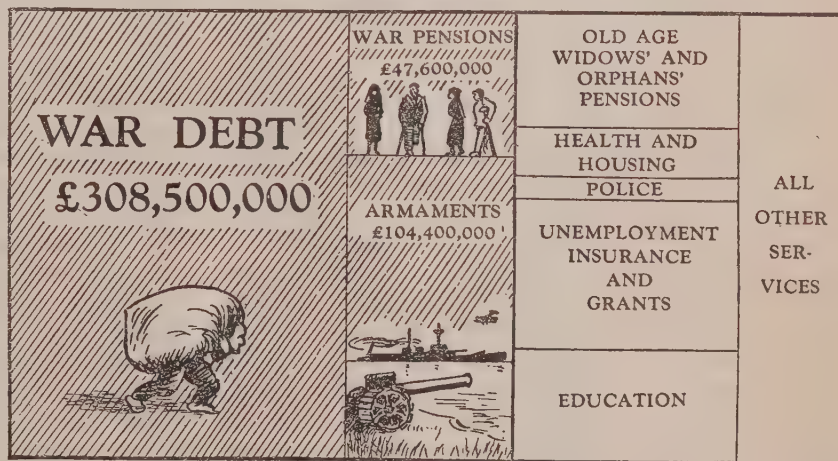 WAR DEBT
£308,500,000
WAR PENSIONS
£47,600,000
ARMAMENTS
£104,400,000
OLD AGE
WIDOWS' AND
ORPHANS'
PENSIONS
HEALTH AND
HOUSING
POLICE
UNEMPLOYMENT
INSURANCE
AND
GRANTS
EDUCATION
ALL
OTHER
SER-
VICES